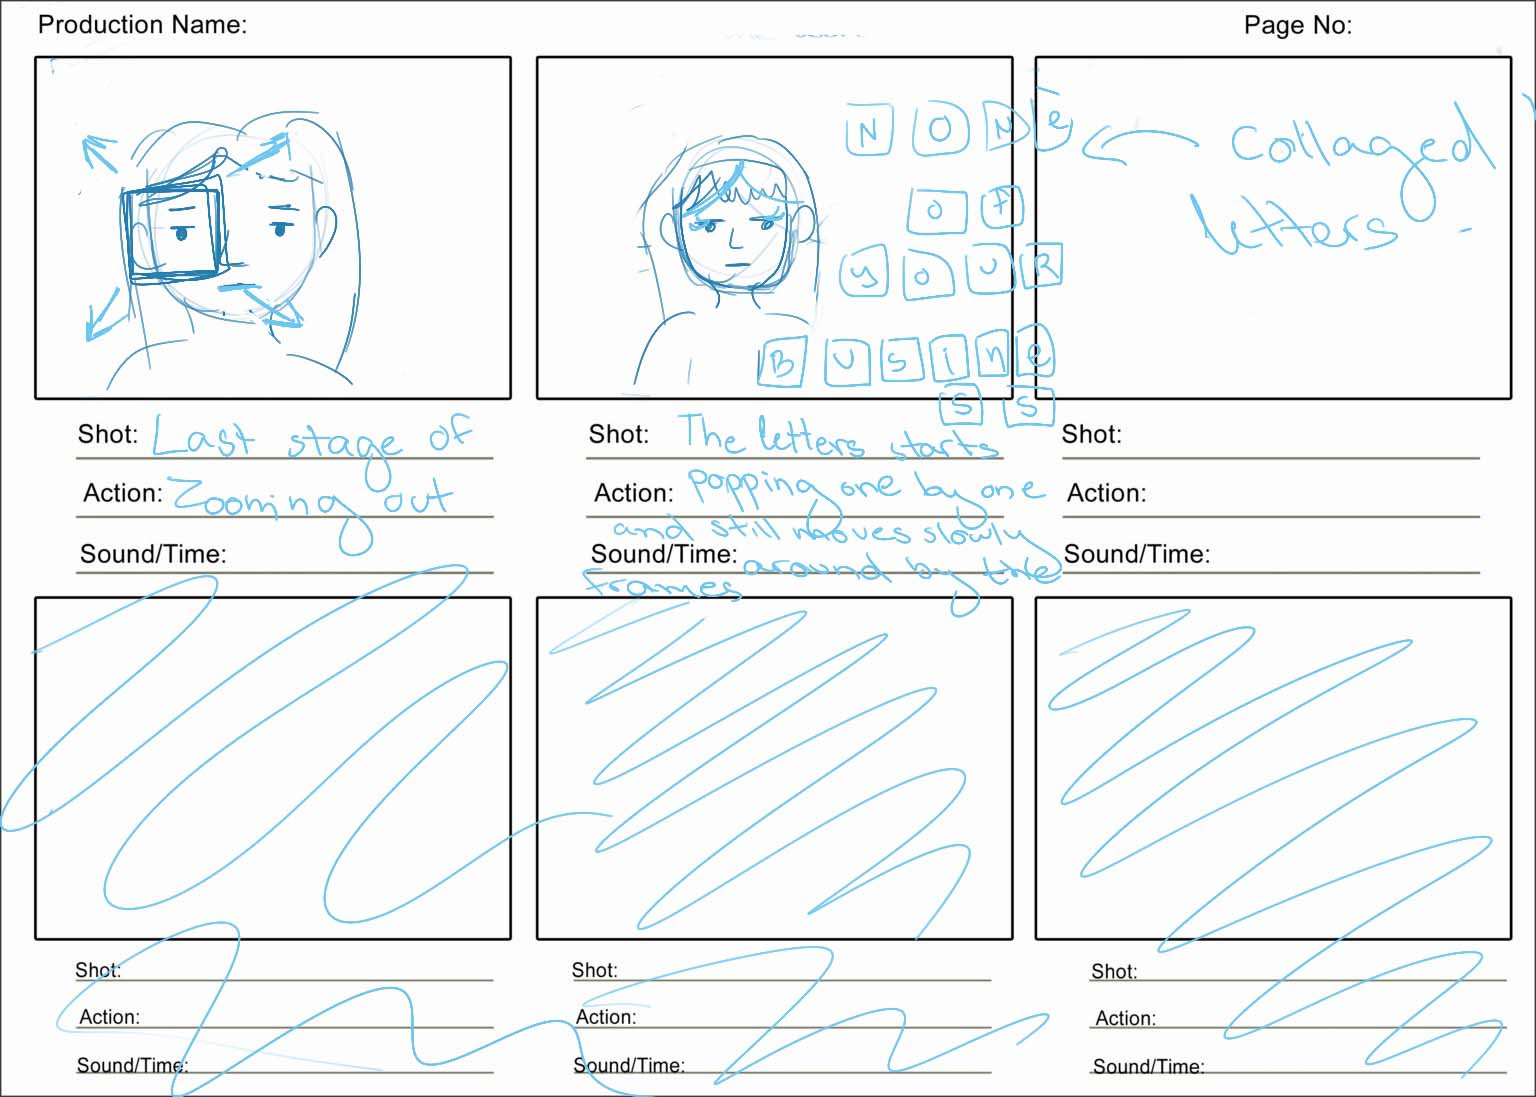 Production Name:
Page No:
N O N e
O F
Y O U R
B U S i n e
S S
Collaged
letters
Shot: Last stage of
Action: Zooming out
Sound/Time:
Shot: The letters starts
Action: popping one by one
and still moves slowly
Sound/Time: around by the
frames
Shot:
Action:
Sound/Time:
Shot:
Action:
Sound/Time:
Shot:
Action:
Sound/Time:
Shot:
Action:
Sound/Time: